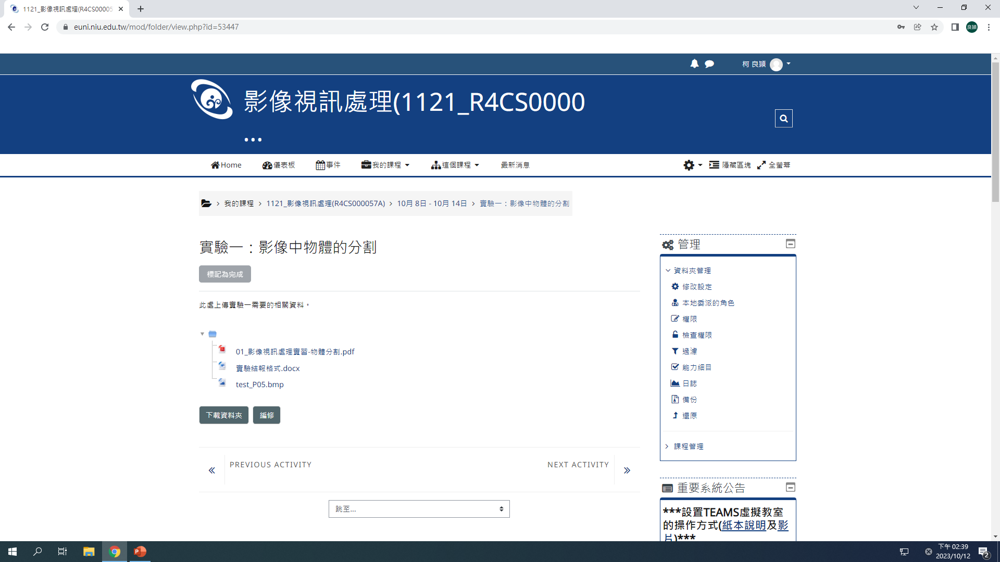 1121_影像視訊處理(R4CS00005
euni.niu.edu.tw/mod/folder/view.php?id=53447
良穎
柯 良穎
影像視訊處理(1121_R4CS0000
...
Home
儀表板
事件
我的課程
這個課程
最新消息
隱藏區塊
全螢幕
我的課程
1121_影像視訊處理(R4CS000057A)
10月 8日 - 10月 14日
實驗一：影像中物體的分割
實驗一：影像中物體的分割
標記為完成
此處上傳實驗一需要的相關資料。
01_影像視訊處理實習-物體分割.pdf
實驗結報格式.docx
test_P05.bmp
下載資料夾
編修
PREVIOUS ACTIVITY
NEXT ACTIVITY
跳至...
管理
資料夾管理
修改設定
本地委派的角色
權限
檢查權限
過濾
能力細目
日誌
備份
還原
課程管理
重要系統公告
***設置TEAMS虛擬教室
的操作方式(紙本說明及影
片)***
下午 02:39
2023/10/12
2